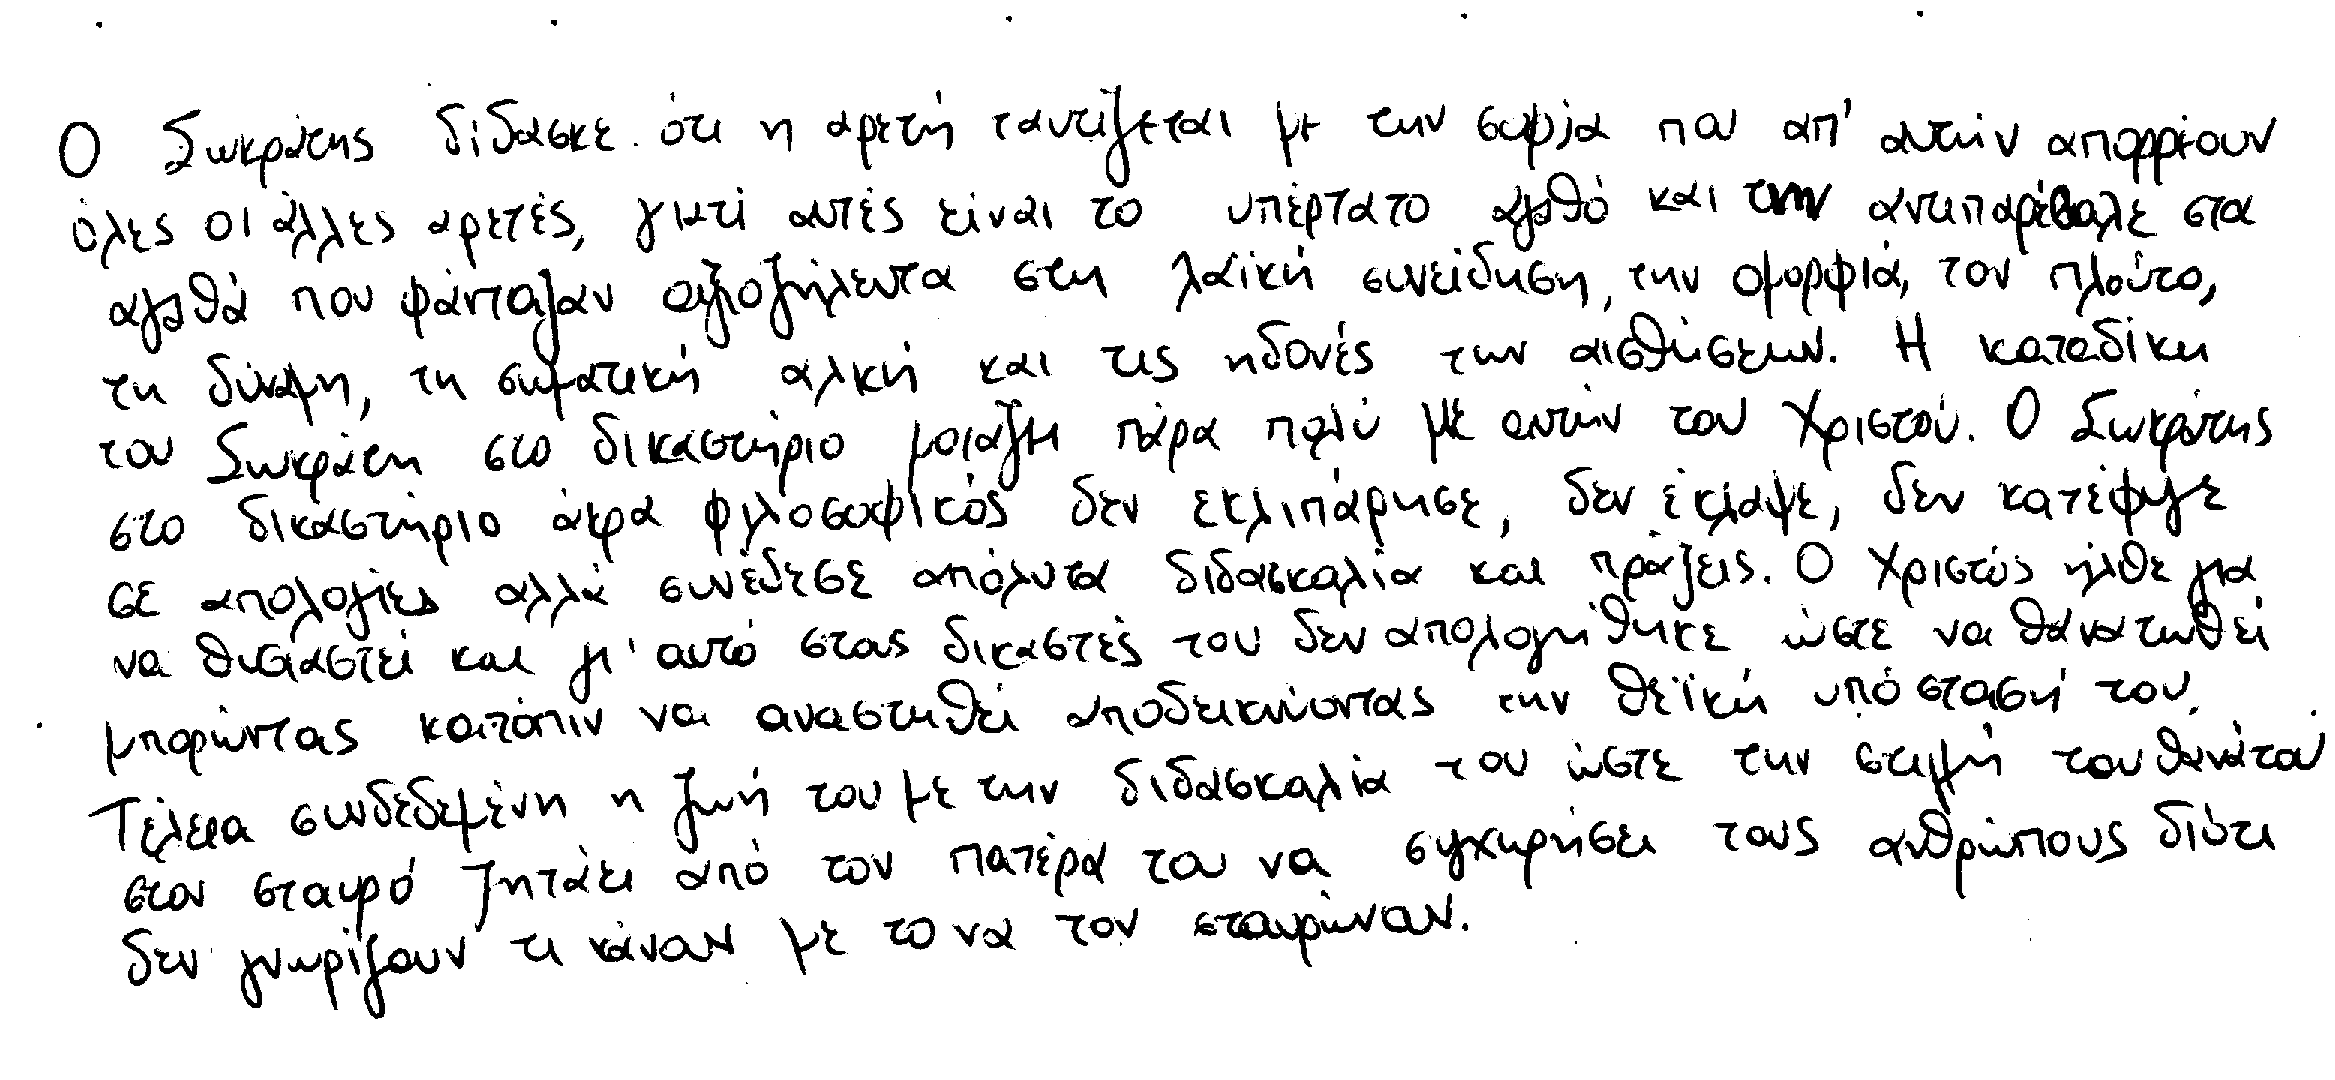 Ο Σωκράτης δίδασκε ότι η αρετή ταυτίζεται με την σοφία που απ' αυτήν απορρέουν
όλες οι άλλες αρετές, γιατί αυτές είναι το υπέρτατο αγαθό και την αντιπαρέβαλε στα
αγαθά που φάνταζαν αξιοζήλευτα στη λαϊκή συνείδηση, την ομορφιά, τον πλούτο,
τη δύναμη, τη σωματική αλκή και τις ηδονές των αισθήσεων. Η καταδίκη
του Σωκράτη στο δικαστήριο μοιάζει πάρα πολύ με αυτήν του Χριστού. Ο Σωκράτης
στο δικαστήριο άκρα φιλοσοφικός δεν εκλιπάρησε, δεν έκλαψε, δεν κατέφυγε
σε απολογίες αλλά συνέδεσε απόλυτα διδασκαλία και πράξεις. Ο Χριστός ήλθε για
να θυσιαστεί και γι' αυτό στους δικαστές του δεν απολογήθηκε ώστε να θανατωθεί
μπορώντας κατόπιν να αναστηθεί αποδεικνύοντας την θεϊκή υπόστασή του.
Τέλεια συνδεδεμένη η ζωή του με την διδασκαλία του ώστε την στιγμή του θανάτου
στον σταυρό ζητάει από τον πατέρα του να συγχωρήσει τους ανθρώπους διότι
δεν γνωρίζουν τι κάνουν με το να τον σταυρώνουν.